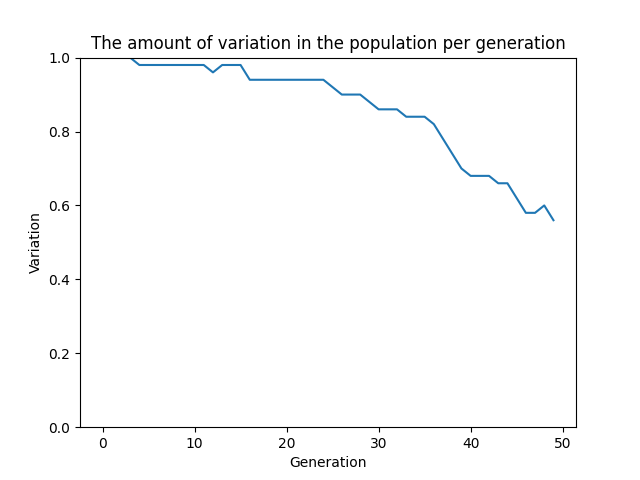 The amount of variation in the population per generation
1.0
0.8
0.6
0.4
0.2
0.0
Variation
0 10 20 30 40 50
Generation